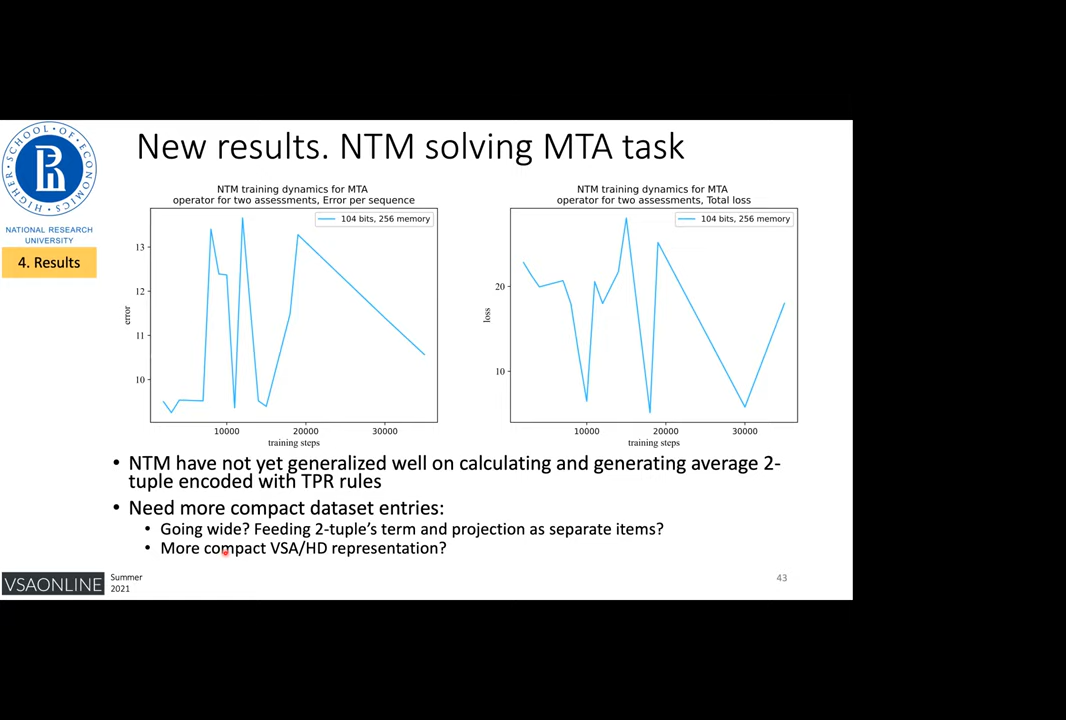 New results. NTM solving MTA task
SCHOOL OF ECONOMICS
HIGHER
NATIONAL RESEARCH
UNIVERSITY
4. Results
NTM training dynamics for MTA
operator for two assessments, Error per sequence
104 bits, 256 memory
error
13
12
11
10
10000
20000
30000
training steps
NTM training dynamics for MTA
operator for two assessments, Total loss
104 bits, 256 memory
loss
20
10
10000
20000
30000
training steps
• NTM have not yet generalized well on calculating and generating average 2-
tuple encoded with TPR rules
• Need more compact dataset entries:
• Going wide? Feeding 2-tuple’s term and projection as separate items?
• More compact VSA/HD representation?
VSAONLINE
Summer
2021
43